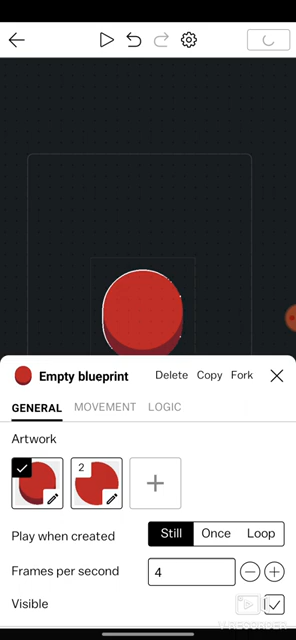 Empty blueprint Delete Copy Fork
GENERAL MOVEMENT LOGIC
Artwork
2
Play when created Still Once Loop
Frames per second 4
Visible